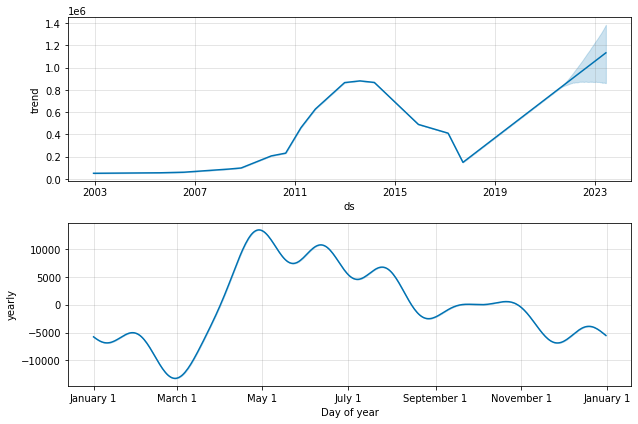 1e6
1.4
1.2
1.0
0.8
0.6
0.4
0.2
0.0
trend
2003 2007 2011 2015 2019 2023
ds
10000
5000
0
−5000
−10000
yearly
January 1 March 1 May 1 July 1 September 1 November 1 January 1
Day of year